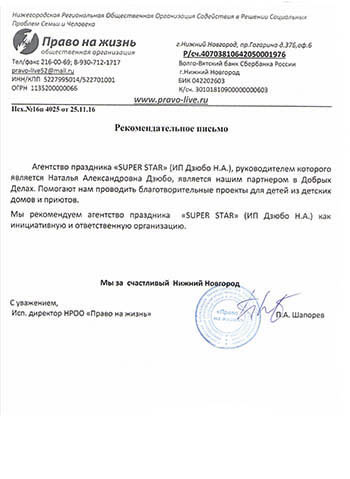 Нижегородская Региональная Общественная Организация Содействия в Решении Социальных
Проблем Семьи и Человека
Право на жизнь
общественная организация
г.Нижний Новгород, пр.Гагарина д.37Б,оф.6
Тел/факс 216-00-69; 8-930-712-1717
Р/сч.40703810642050001976
pravo-live52@mail.ru
Волго-Вятский банк Сбербанка России
ИНН/КПП 5227995014/522701001
г.Нижний Новгород
ОГРН 1135200000066
БИК 042202603
К/сч. 30101810900000000603
www.pravo-live.ru
Исх.№16п 4025 от 25.11.16
Рекомендательное письмо
Агентство праздника «SUPER STAR» (ИП Дзюбо Н.А.), руководителем которого
является Наталья Александровна Дзюбо, является нашим партнером в Добрых
Делах. Помогают нам проводить благотворительные проекты для детей из детских
домов и приютов.
Мы рекомендуем агентство праздника «SUPER STAR» (ИП Дзюбо Н.А.) как
инициативную и ответственную организацию.
Мы за счастливый Нижний Новгород
С уважением,
Исп. директор НРОО «Право на жизнь»
П.А. Шапорев
«Право
на жизнь»